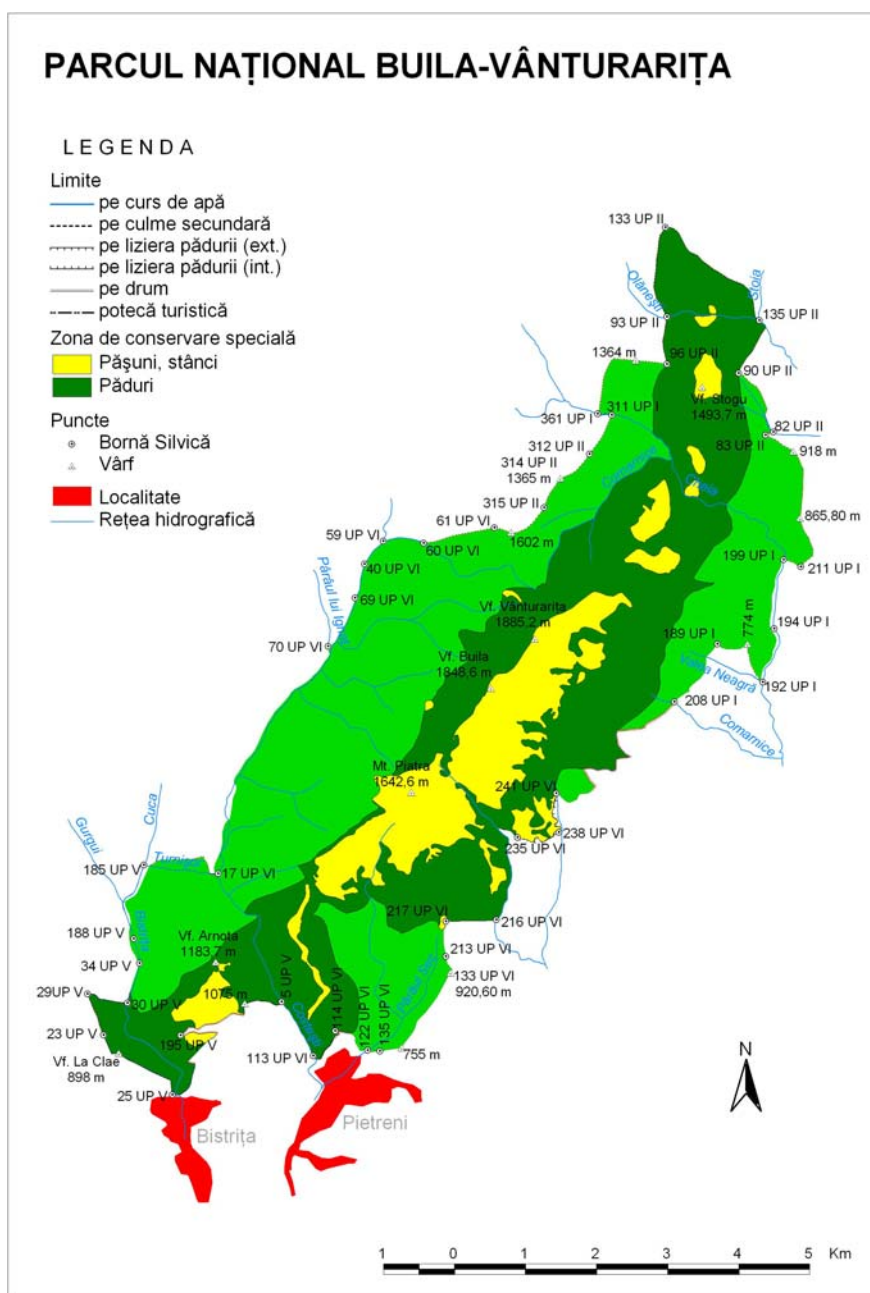 PARCUL NAȚIONAL BUILA-VÂNTURARIȚA
LEGENDA
Limite
pe curs de apă
pe culme secundară
pe liziera pădurii (ext.)
pe liziera pădurii (int.)
pe drum
potecă turistică
Zona de conservare specială
Pășuni, stânci
Păduri
Puncte
Bornă Silvică
Vârf
Localitate
Rețea hidrografică
133 UP II
Olănești
Stoia
93 UP II
135 UP II
1364 m
96 UP II
90 UP II
Vf. Stogu
1493,7 m
361 UP I
311 UP I
82 UP II
83 UP II
918 m
312 UP II
314 UP II
1365 m
Comarnice
Cheia
315 UP II
865,80 m
61 UP VI
1602 m
59 UP VI
60 UP VI
199 UP I
211 UP I
40 UP VI
69 UP VI
Pârâul lui
Vf. Vânturarița
1885,2 m
194 UP I
774 m
189 UP I
70 UP VI
Vf. Buila
1848,6 m
Valea Neagră
192 UP I
208 UP I
Comarnice
Mt. Piatra
1642,6 m
241 UP VI
238 UP VI
235 UP VI
Gurgui
Cuca
185 UP V
17 UP VI
217 UP VI
216 UP VI
188 UP V
Vf. Arnota
1183,7 m
213 UP VI
34 UP V
133 UP VI
920,60 m
29UP V
30 UP V
1076 m
5 UP V
Costești
114 UP VI
122 UP VI
135 UP VI
Pârâul Sec
23 UP V
195 UP V
Vf. La Clae
898 m
113 UP VI
755 m
25 UP V
Bistrița
Pietreni
N
1 0 1 2 3 4 5 Km